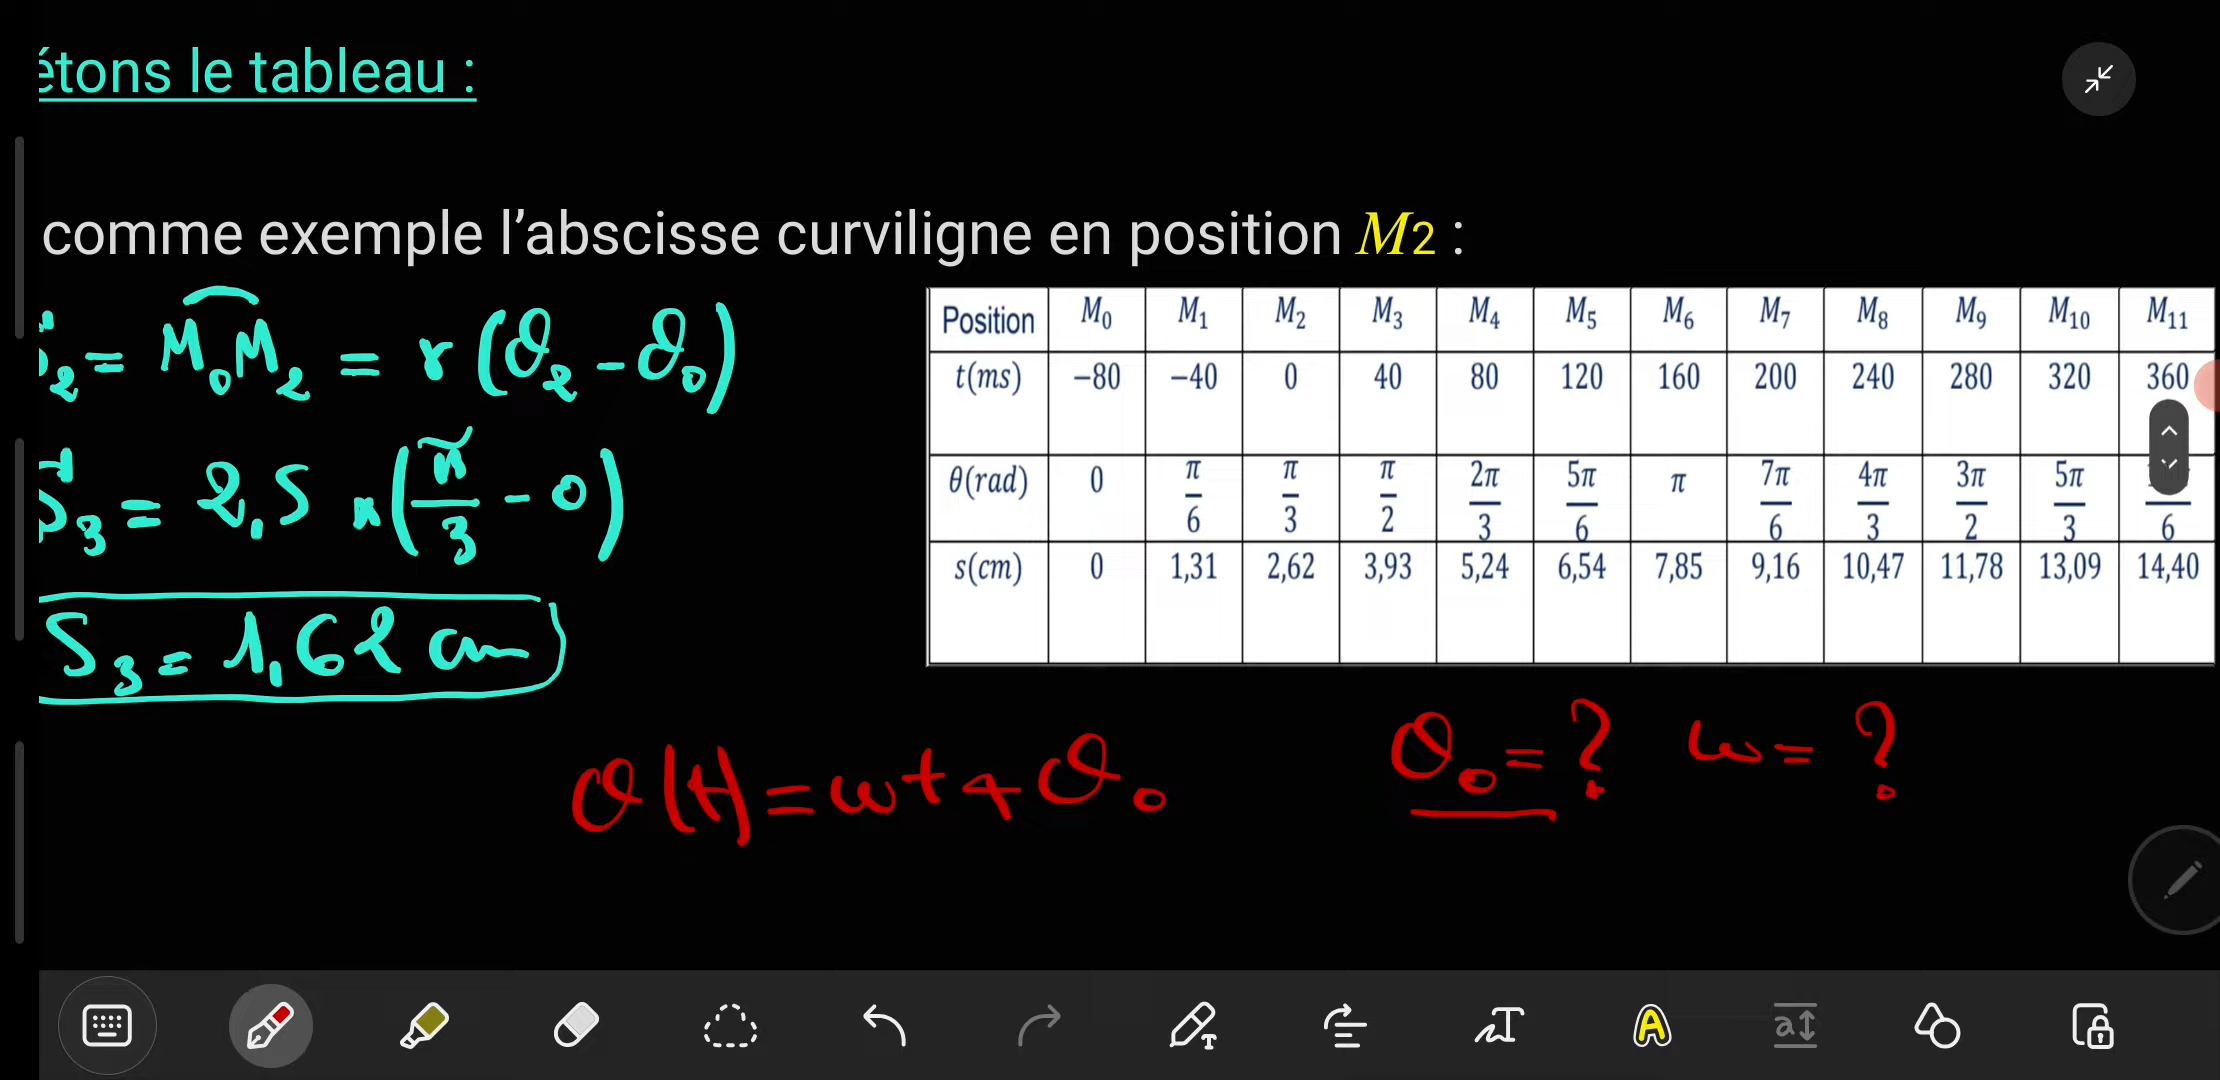 étons le tableau :
comme exemple l’abscisse curviligne en position M2 :
S₂ = M₀M₂ = r (θ₂ - θ₀)
S₃ = 2,5 × (π/3 - 0)
S₃ = 1,62 cm
Position M₀ M₁ M₂ M₃ M₄ M₅ M₆ M₇ M₈ M₉ M₁₀ M₁₁
t(ms) −80 −40 0 40 80 120 160 200 240 280 320 360
θ(rad) 0 π/6 π/3 π/2 2π/3 5π/6 π 7π/6 4π/3 3π/2 5π/3 /6
s(cm) 0 1,31 2,62 3,93 5,24 6,54 7,85 9,16 10,47 11,78 13,09 14,40
θ(t) = ωt + θ₀
θ₀ = ? ω = ?